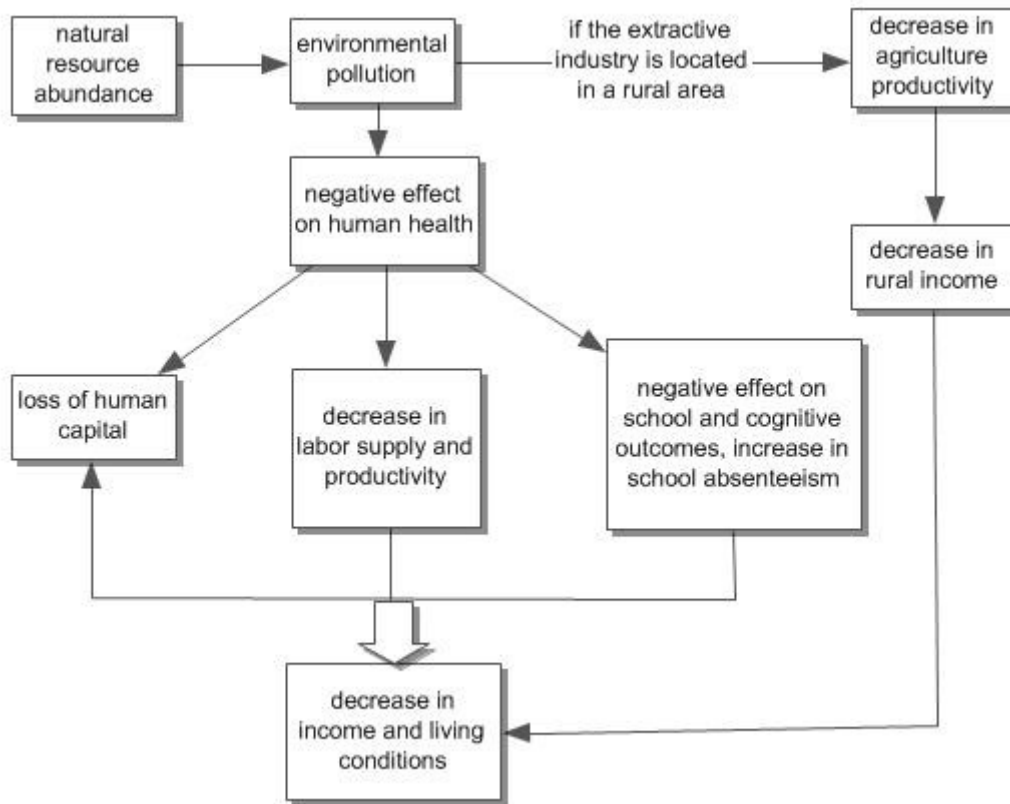 natural
resource
abundance
environmental
pollution
if the extractive
industry is located
in a rural area
decrease in
agriculture
productivity
negative effect
on human health
decrease in
rural income
loss of human
capital
decrease in
labor supply and
productivity
negative effect on
school and cognitive
outcomes, increase in
school absenteeism
decrease in
income and living
conditions